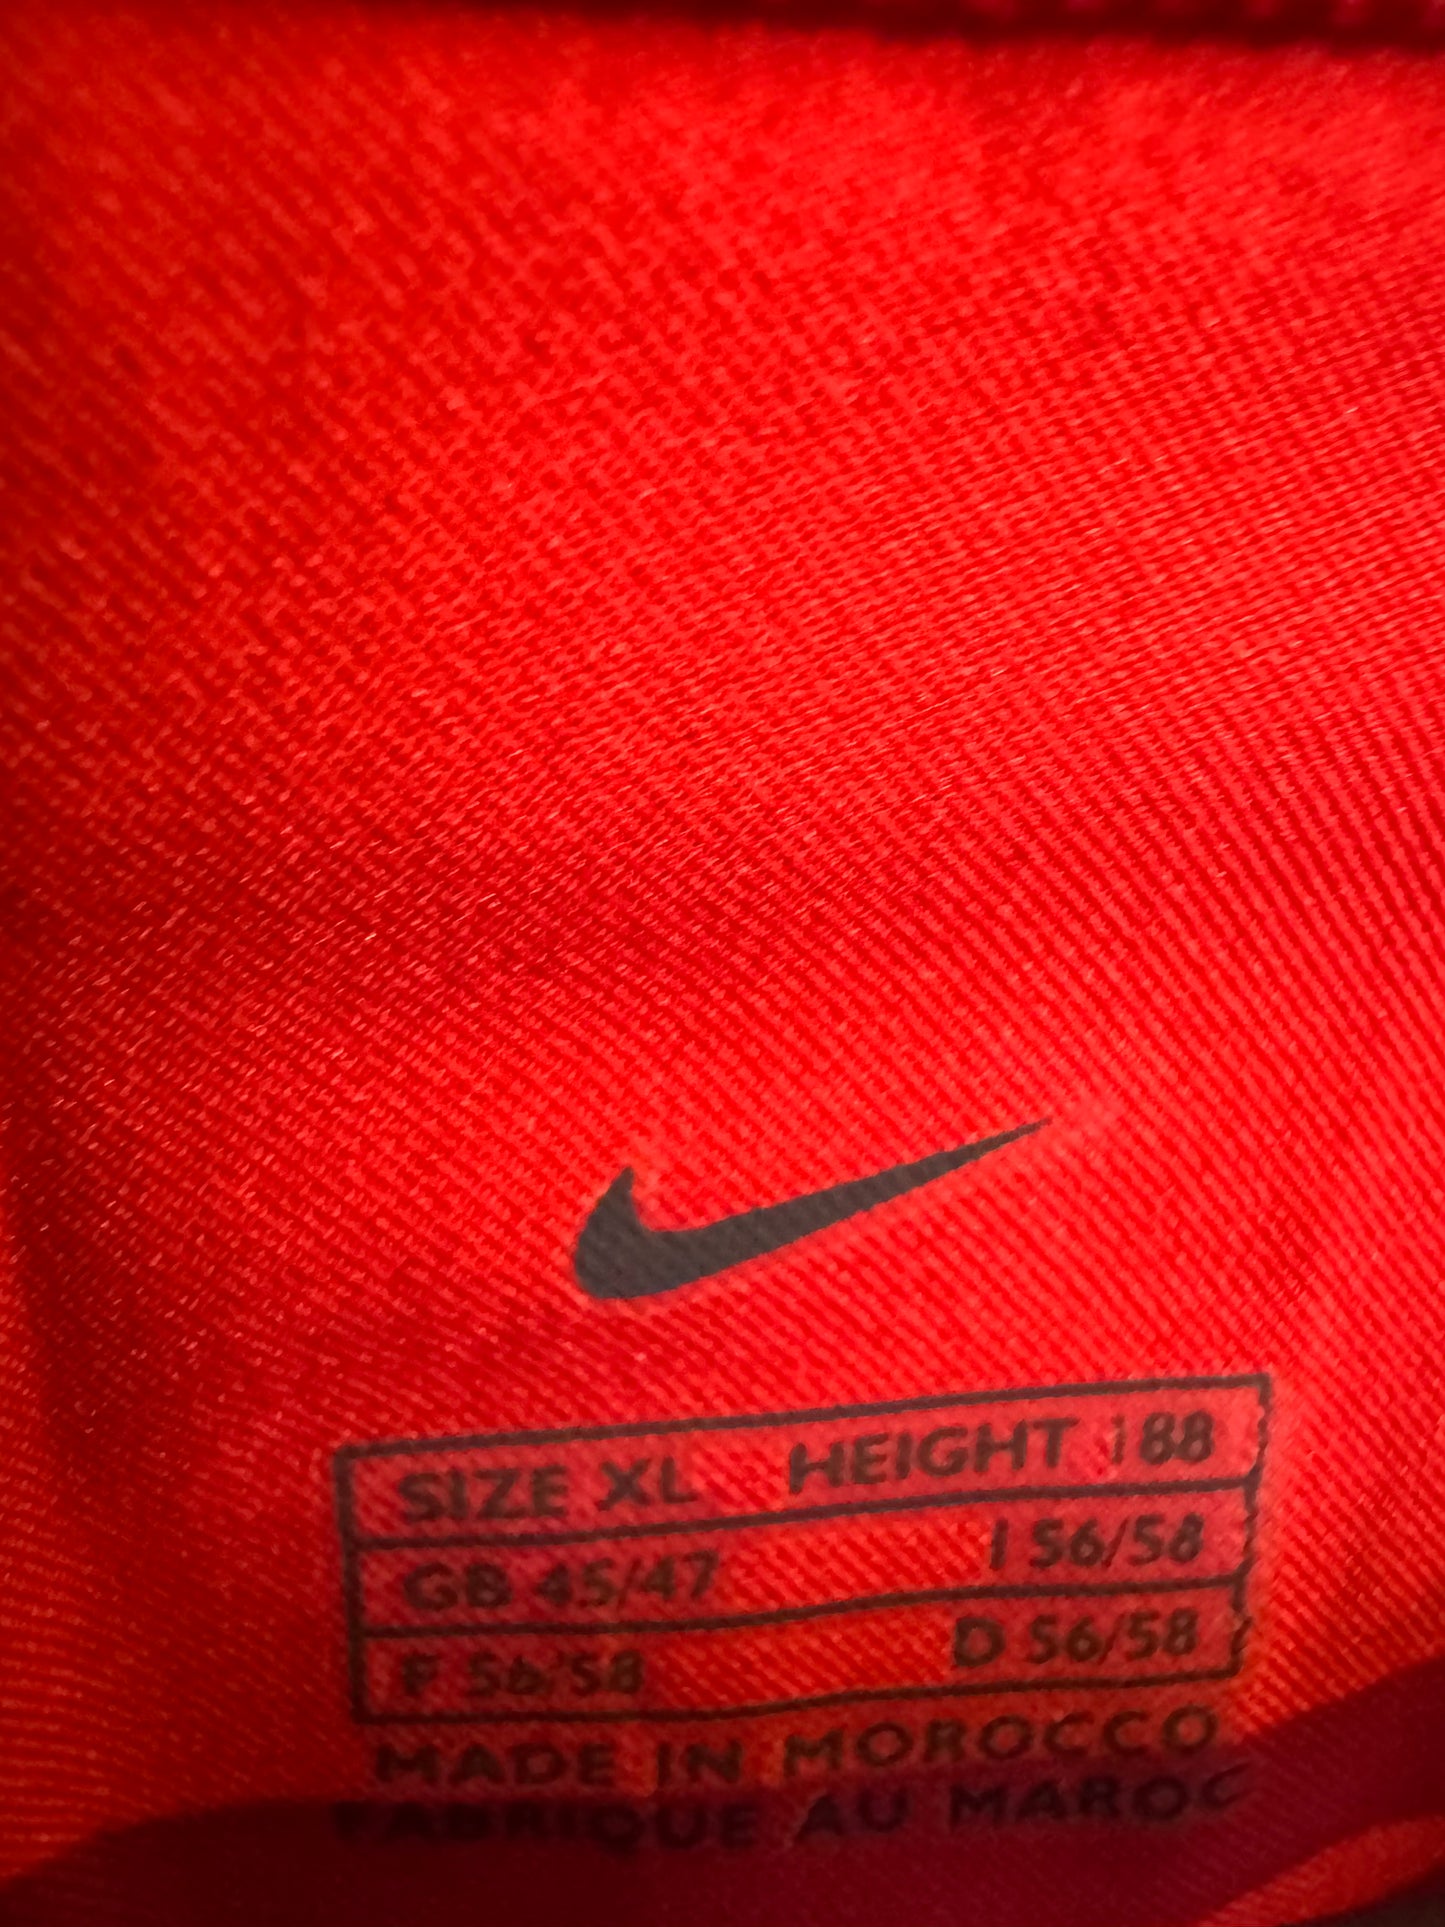 SIZE XL HEIGHT 188
GB 45/47 I 56/58
F 56/58 D 56/58
MADE IN MOROCCO
FABRIQUE AU MAROC